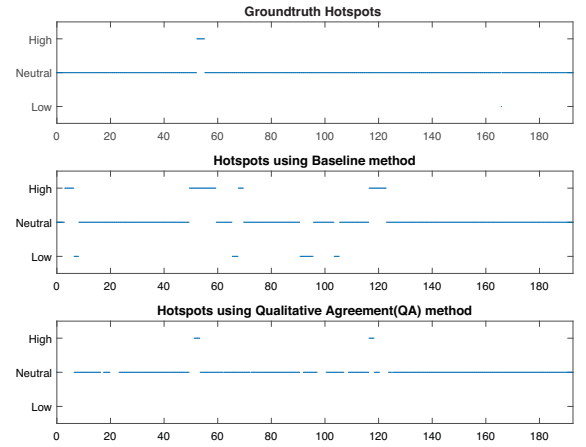 Groundtruth Hotspots
High
Neutral
Low
0 20 40 60 80 100 120 140 160 180
Hotspots using Baseline method
High
Neutral
Low
0 20 40 60 80 100 120 140 160 180
Hotspots using Qualitative Agreement(QA) method
High
Neutral
Low
0 20 40 60 80 100 120 140 160 180